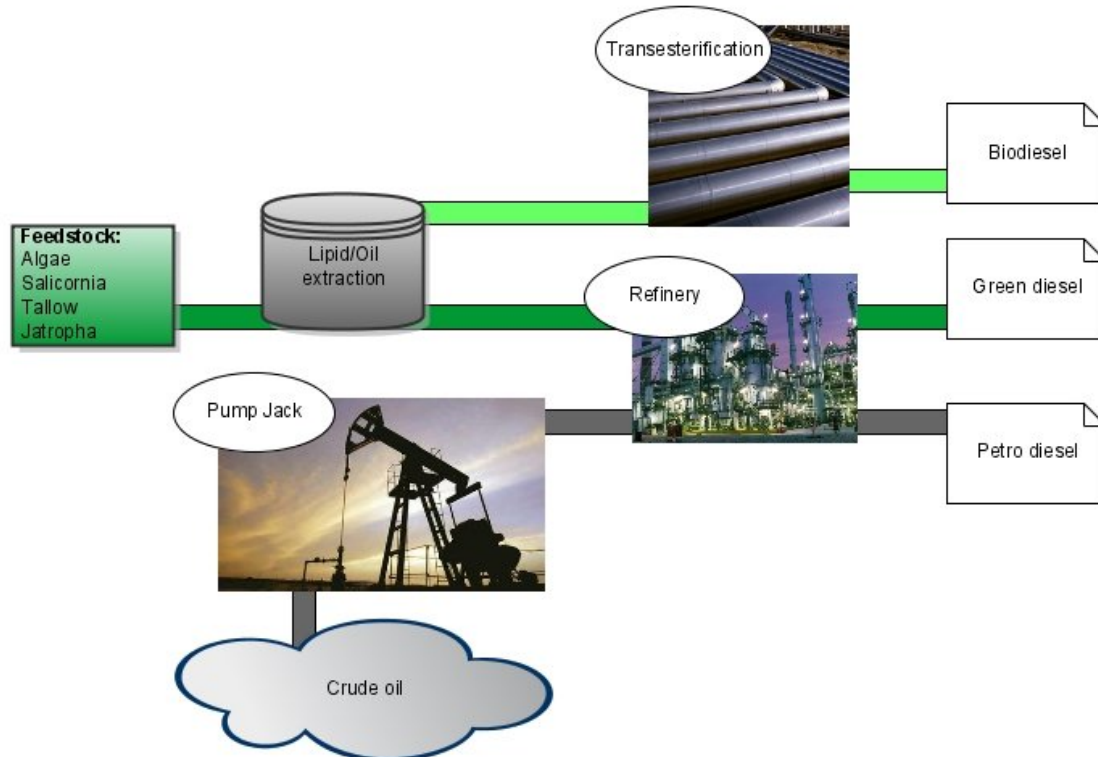 Transesterification
Biodiesel
Feedstock:
Algae
Salicornia
Tallow
Jatropha
Lipid/Oil
extraction
Refinery
Green diesel
Pump Jack
Petro diesel
Crude oil